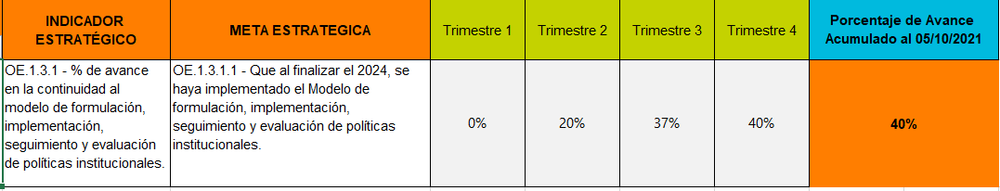 INDICADOR
ESTRATÉGICO
META ESTRATEGICA
Trimestre 1
Trimestre 2
Trimestre 3
Trimestre 4
Porcentaje de Avance
Acumulado al 05/10/2021
OE.1.3.1 - % de avance
en la continuidad al
modelo de formulación,
implementación,
seguimiento y evaluación
de políticas institucionales.
OE.1.3.1.1 - Que al finalizar el 2024, se
haya implementado el Modelo de
formulación, implementación,
seguimiento y evaluación de políticas
institucionales.
0%
20%
37%
40%
40%